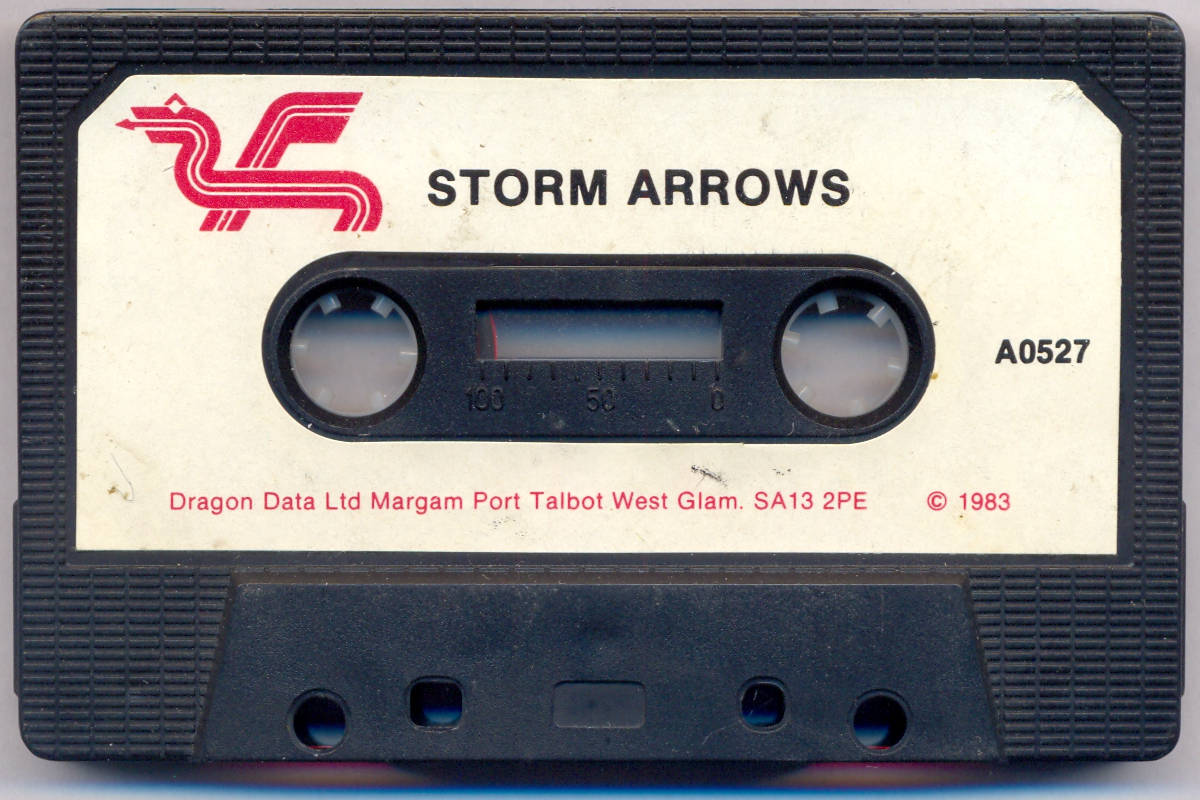 STORM ARROWS
A0527
100 50 0
Dragon Data Ltd Margam Port Talbot West Glam. SA13 2PE © 1983